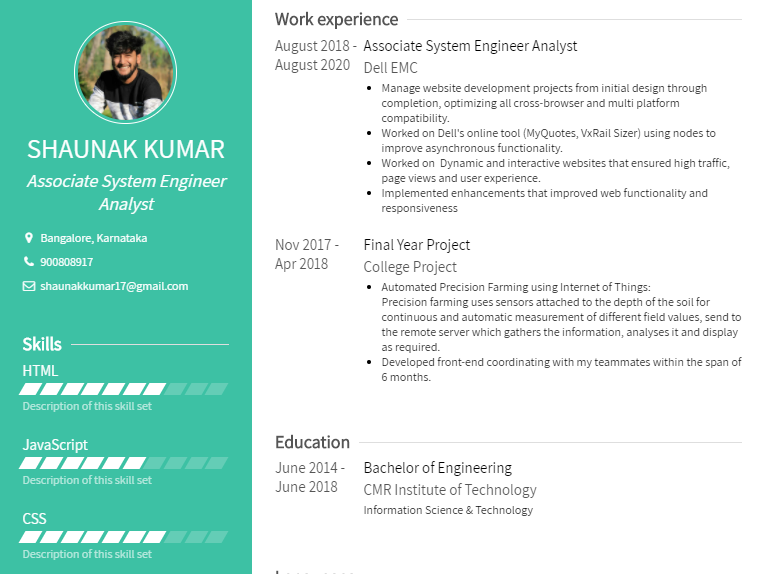 SHAUNAK KUMAR
Associate System Engineer
Analyst
Bangalore, Karnataka
900808917
shaunakkumar17@gmail.com
Skills
HTML
Description of this skill set
JavaScript
Description of this skill set
CSS
Description of this skill set
Work experience
August 2018 -
August 2020
Associate System Engineer Analyst
Dell EMC
• Manage website development projects from initial design through
completion, optimizing all cross-browser and multi platform
compatibility.
• Worked on Dell's online tool (MyQuotes, VxRail Sizer) using nodes to
improve asynchronous functionality.
• Worked on  Dynamic and interactive websites that ensured high traffic,
page views and user experience.
• Implemented enhancements that improved web functionality and
responsiveness
Nov 2017 -
Apr 2018
Final Year Project
College Project
• Automated Precision Farming using Internet of Things:
Precision farming uses sensors attached to the depth of the soil for
continuous and automatic measurement of different field values, send to
the remote server which gathers the information, analyses it and display
as required.
• Developed front-end coordinating with my teammates within the span of
6 months.
Education
June 2014 -
June 2018
Bachelor of Engineering
CMR Institute of Technology
Information Science & Technology